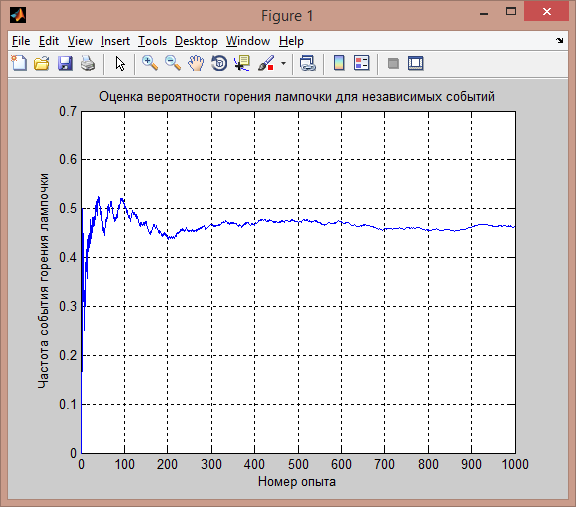 Figure 1
File Edit View Insert Tools Desktop Window Help
Оценка вероятности горения лампочки для независимых событий
Частота события горения лампочки
0.7
0.6
0.5
0.4
0.3
0.2
0.1
0
0 100 200 300 400 500 600 700 800 900 1000
Номер опыта